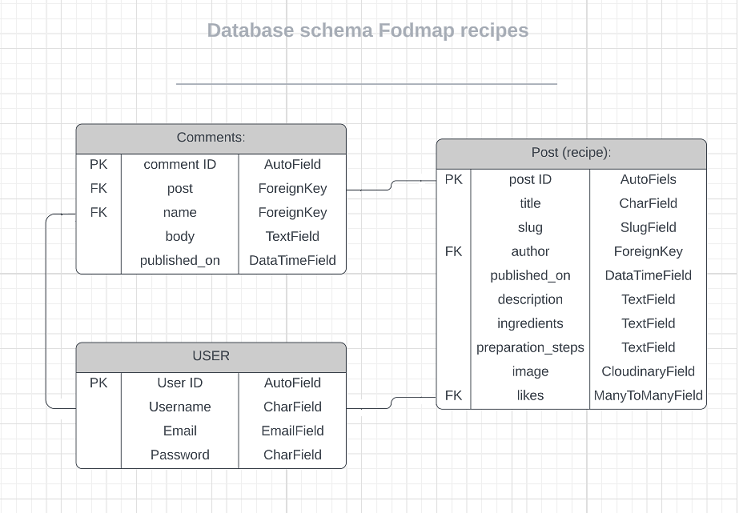 Database schema Fodmap recipes
Comments:
PK comment ID AutoField
FK post ForeignKey
FK name ForeignKey
body TextField
published_on DataTimeField
Post (recipe):
PK post ID AutoFiels
title CharField
slug SlugField
FK author ForeignKey
published_on DataTimeField
description TextField
ingredients TextField
preparation_steps TextField
image CloudinaryField
FK likes ManyToManyField
USER
PK User ID AutoField
Username CharField
Email EmailField
Password CharField